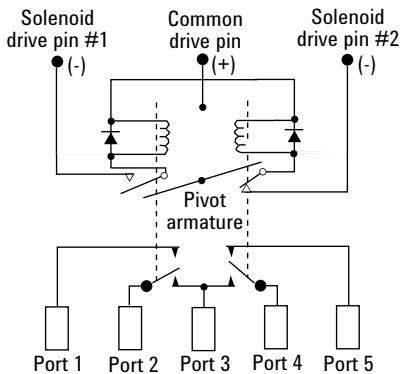 Solenoid
drive pin #1
(-)
Common
drive pin
(+)
Solenoid
drive pin #2
(-)
Pivot
armature
Port 1
Port 2
Port 3
Port 4
Port 5